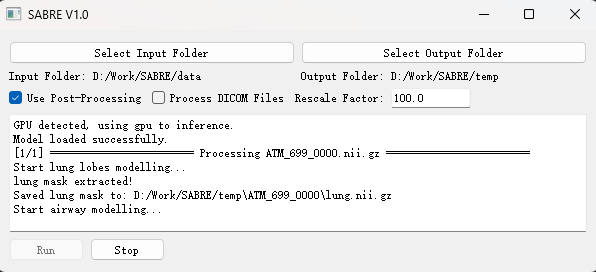 SABRE V1.0
Select Input Folder Select Output Folder
Input Folder: D:/Work/SABRE/data Output Folder: D:/Work/SABRE/temp
Use Post-Processing Process DICOM Files Rescale Factor: 100.0
GPU detected, using gpu to inference.
Model loaded successfully.
[1/1] ════════════════════════ Processing ATM_699_0000.nii.gz ════════════════════════
Start lung lobes modelling...
lung mask extracted!
Saved lung mask to: D:/Work/SABRE/temp\ATM_699_0000\lung.nii.gz
Start airway modelling...
Run Stop